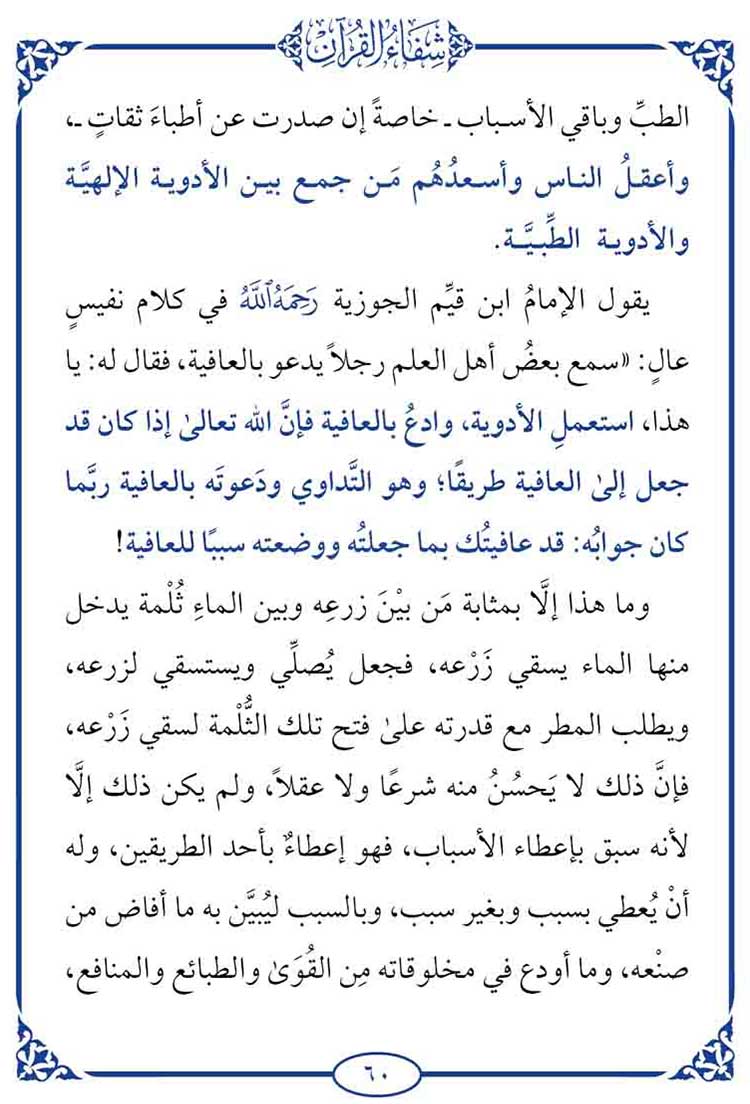 شِفَاءُ القُرْآنِ
الطبِّ وباقي الأسباب ـ خاصةً إن صدرت عن أطباءَ ثقاتٍ ـ،
وأعقلُ الناس وأسعدُهُم مَن جمع بين الأدوية الإلهيَّة
والأدوية الطِّبيَّة.
يقول الإمامُ ابن قيِّم الجوزية رَحِمَهُ ٱللَّهُ في كلام نفيسٍ
عالٍ: «سمع بعضُ أهل العلم رجلاً يدعو بالعافية، فقال له: يا
هذا، استعملِ الأدوية، وادعُ بالعافية فإنَّ الله تعالىٰ إذا كان قد
جعل إلىٰ العافية طريقًا؛ وهو التَّداوي ودَعوتَه بالعافية ربَّما
كان جوابُه: قد عافيتُك بما جعلتُه ووضعته سببًا للعافية!
وما هذا إلَّا بمثابة مَن بيْنَ زرعِه وبين الماءِ ثُلْمة يدخل
منها الماء يسقي زَرْعه، فجعل يُصلِّي ويستسقي لزرعه،
ويطلب المطر مع قدرته علىٰ فتح تلك الثُّلْمة لسقي زَرْعه،
فإنَّ ذلك لا يَحسُنُ منه شرعًا ولا عقلاً، ولم يكن ذلك إلَّا
لأنه سبق بإعطاء الأسباب، فهو إعطاءٌ بأحد الطريقين، وله
أنْ يُعطي بسبب وبغير سبب، وبالسبب ليُبيَّن به ما أفاض من
صنْعه، وما أودع في مخلوقاته مِن القُوَىٰ والطبائع والمنافع،
٦٠